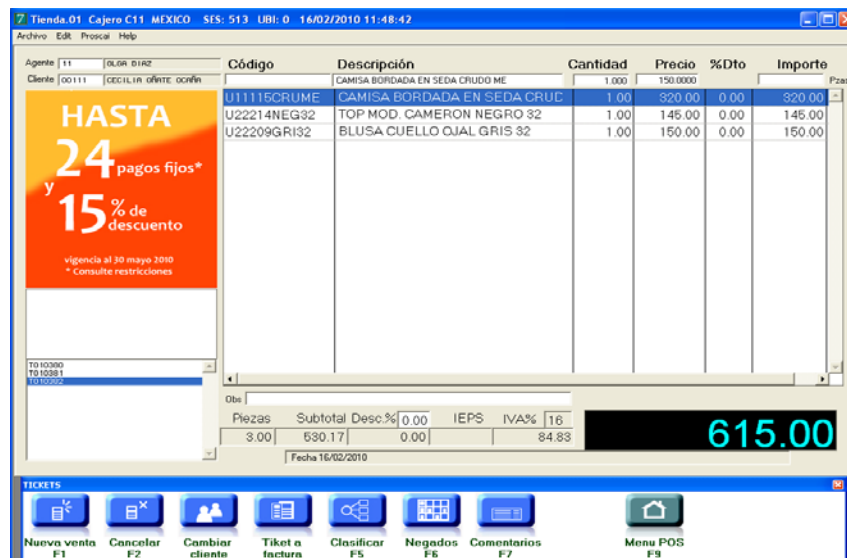 7 Tienda.01 Cajero C11 MEXICO SES: 513 UBI: 0 16/02/2010 11:48:42
Archivo Edit Proscai Help
Agente 11 OLGA DIAZ
Cliente 00111 CECILIA OÑATE OCAÑA
Código Descripción Cantidad Precio %Dto Importe
CAMISA BORDADA EN SEDA CRUDO ME 1.000 150.0000 Pzas
U11115CRUME CAMISA BORDADA EN SEDA CRUD 1.00 320.00 0.00 320.00
U22214NEG32 TOP MOD. CAMERON NEGRO 32 1.00 145.00 0.00 145.00
U22209GRI32 BLUSA CUELLO OJAL GRIS 32 1.00 150.00 0.00 150.00
HASTA
24 pagos fijos*
y
15% de descuento
vigencia al 30 mayo 2010
* Consulte restricciones
T010380
T010381
T010382
Obs
Piezas Subtotal Desc.% 0.00 IEPS IVA% 16
3.00 530.17 0.00 84.83
615.00
Fecha 16/02/2010
TICKETS
Nueva venta F1
Cancelar F2
Cambiar cliente
Tiket a factura
Clasificar F5
Negados F6
Comentarios F7
Menu POS F9